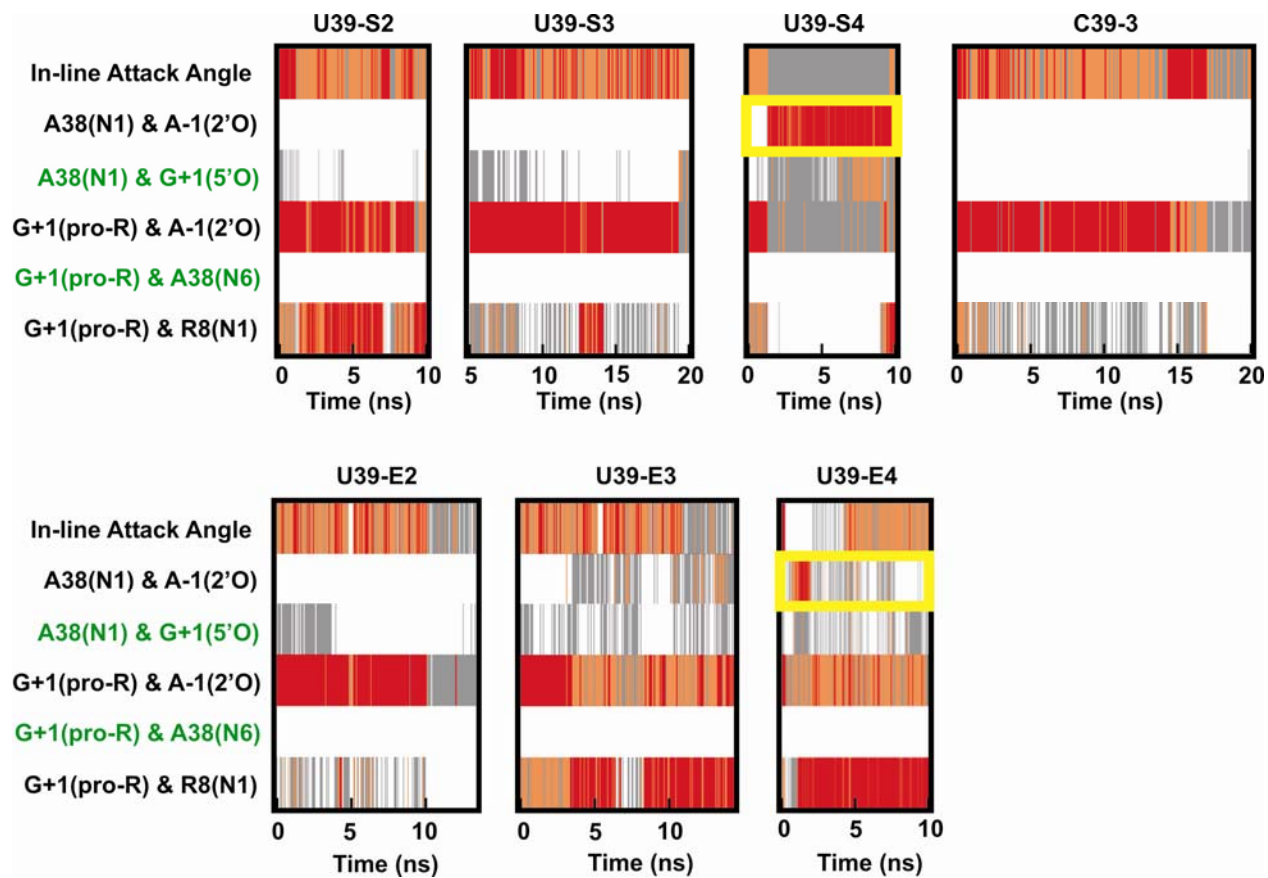 U39-S2 U39-S3 U39-S4 C39-3
In-line Attack Angle
A38(N1) & A-1(2'O)
A38(N1) & G+1(5'O)
G+1(pro-R) & A-1(2'O)
G+1(pro-R) & A38(N6)
G+1(pro-R) & R8(N1)
0 5 10 5 10 15 20 0 5 10 0 5 10 15 20
Time (ns) Time (ns) Time (ns) Time (ns)
U39-E2 U39-E3 U39-E4
In-line Attack Angle
A38(N1) & A-1(2'O)
A38(N1) & G+1(5'O)
G+1(pro-R) & A-1(2'O)
G+1(pro-R) & A38(N6)
G+1(pro-R) & R8(N1)
0 5 10 0 5 10 0 5 10
Time (ns) Time (ns) Time (ns)